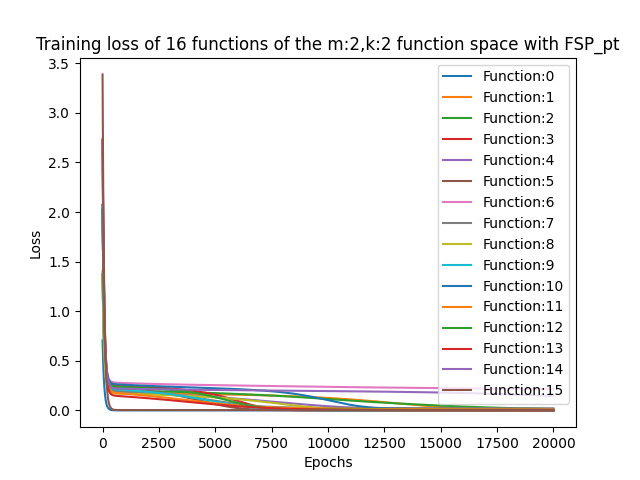 Training loss of 16 functions of the m:2,k:2 function space with FSP_pt
3.5
3.0
2.5
2.0
1.5
1.0
0.5
0.0
Loss
Function:0
Function:1
Function:2
Function:3
Function:4
Function:5
Function:6
Function:7
Function:8
Function:9
Function:10
Function:11
Function:12
Function:13
Function:14
Function:15
0 2500 5000 7500 10000 12500 15000 17500 20000
Epochs